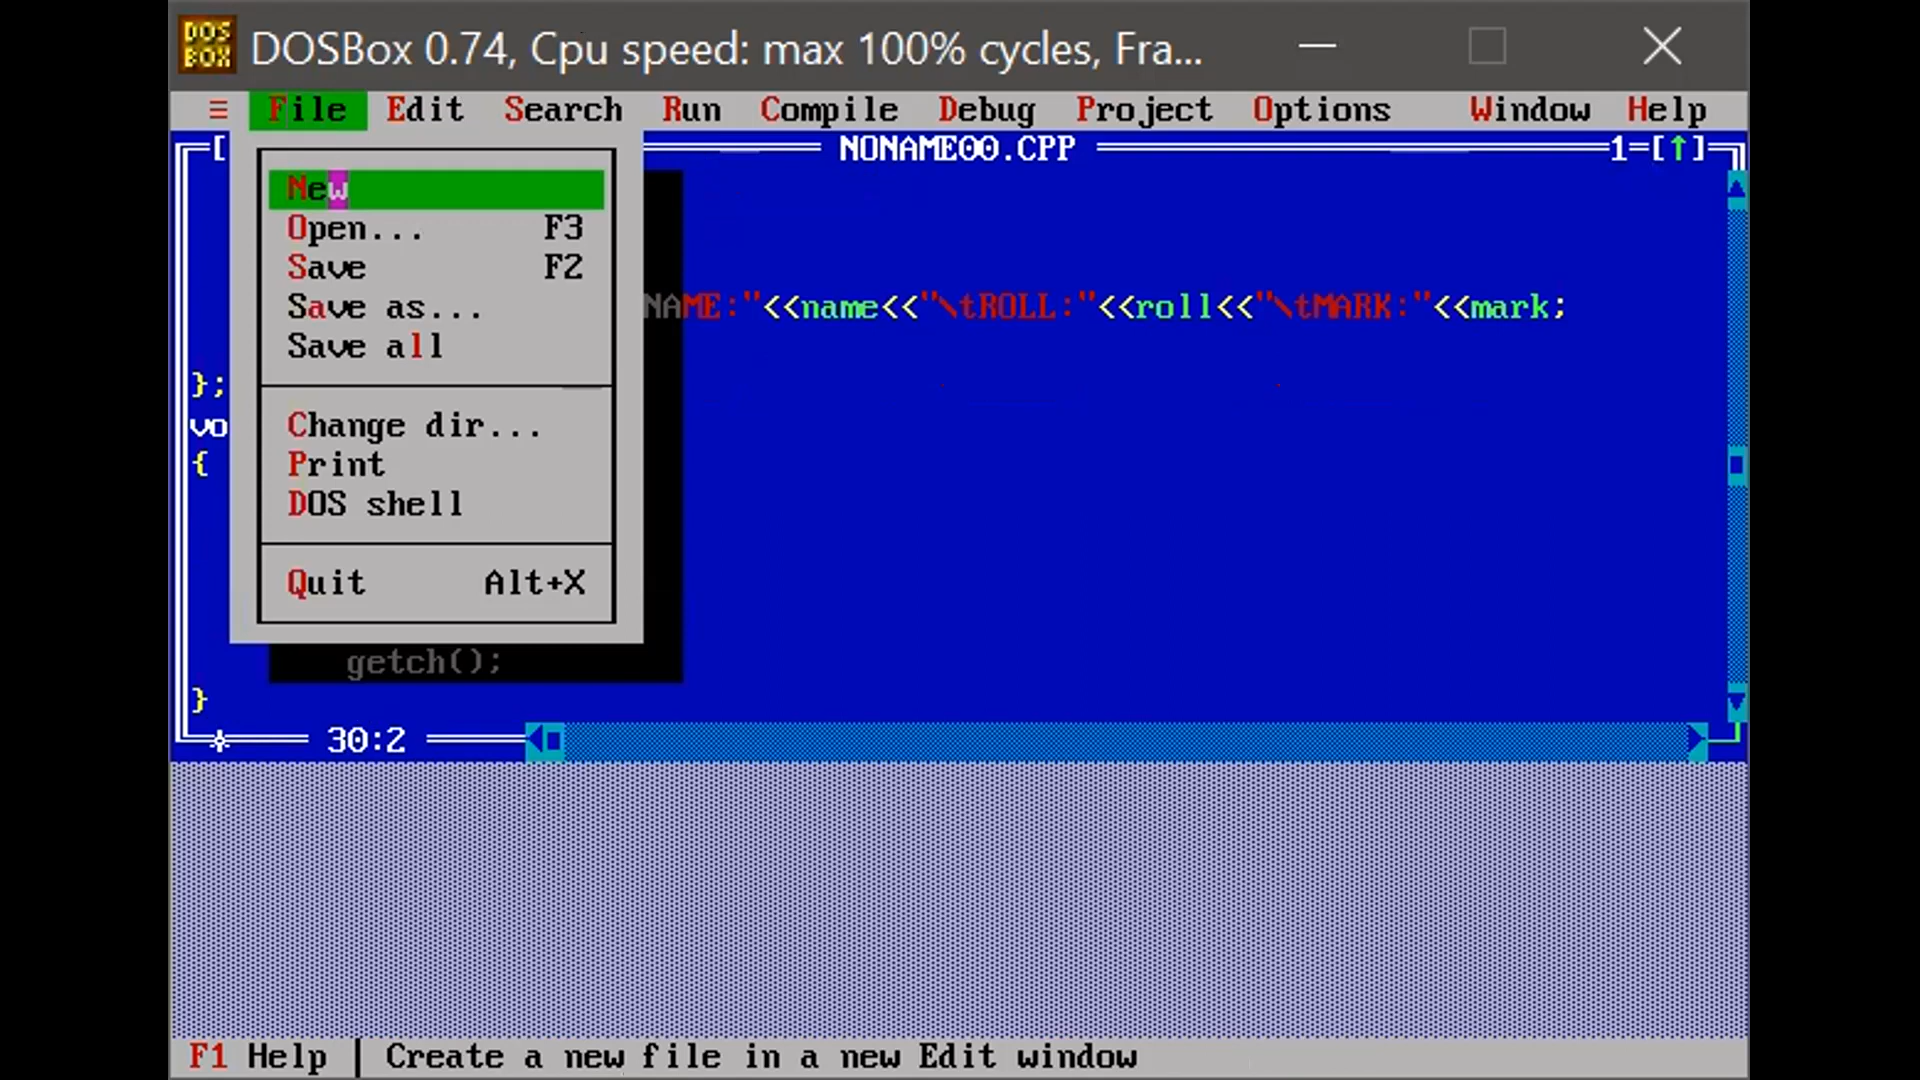 DOS BOX DOSBox 0.74, Cpu speed: max 100% cycles, Fra...
≡ File Edit Search Run Compile Debug Project Options Window Help
[ NONAME00.CPP 1=[↑]
New
Open... F3
Save F2
Save as...
NAME:"<<name<<"\tROLL:"<<roll<<"\tMARK:"<<mark;
Save all
};
Change dir...
vo
Print
{
DOS shell
Quit Alt+X
getch();
}
30:2
F1 Help | Create a new file in a new Edit window